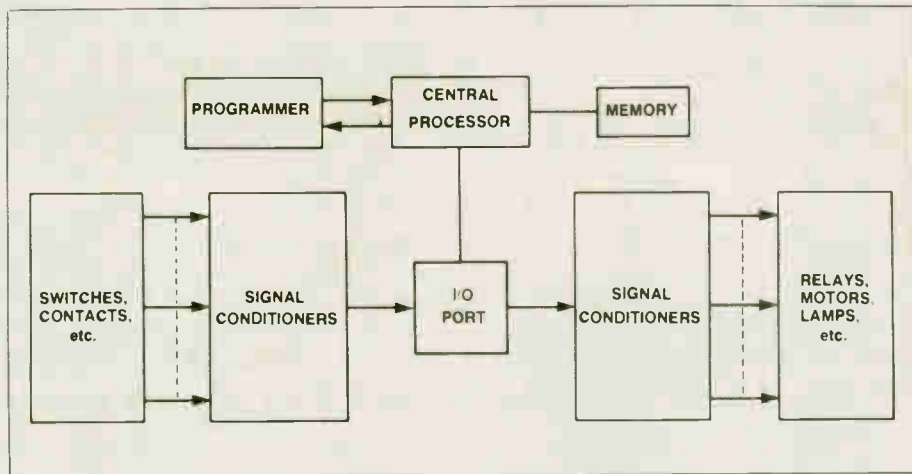 PROGRAMMER
CENTRAL
PROCESSOR
MEMORY
SWITCHES,
CONTACTS,
etc.
SIGNAL
CONDITIONERS
I/O
PORT
SIGNAL
CONDITIONERS
RELAYS,
MOTORS,
LAMPS,
etc.